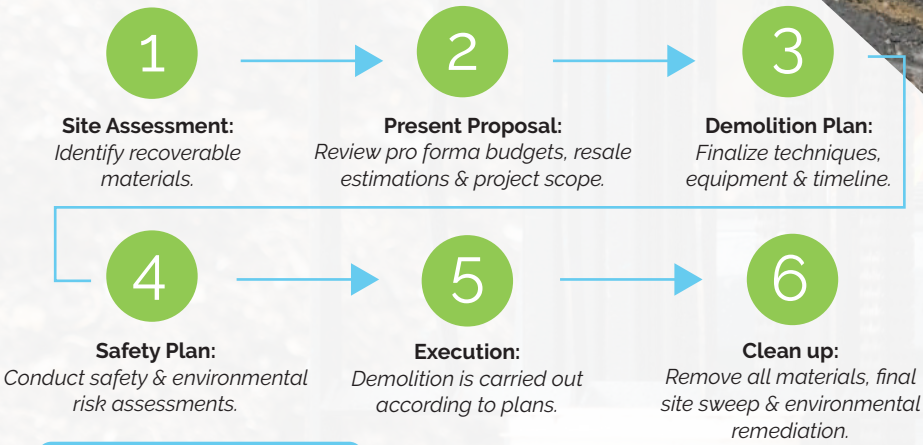 1
Site Assessment:
Identify recoverable
materials.
2
Present Proposal:
Review pro forma budgets, resale
estimations & project scope.
3
Demolition Plan:
Finalize techniques,
equipment & timeline.
4
Safety Plan:
Conduct safety & environmental
risk assessments.
5
Execution:
Demolition is carried out
according to plans.
6
Clean up:
Remove all materials, final
site sweep & environmental
remediation.